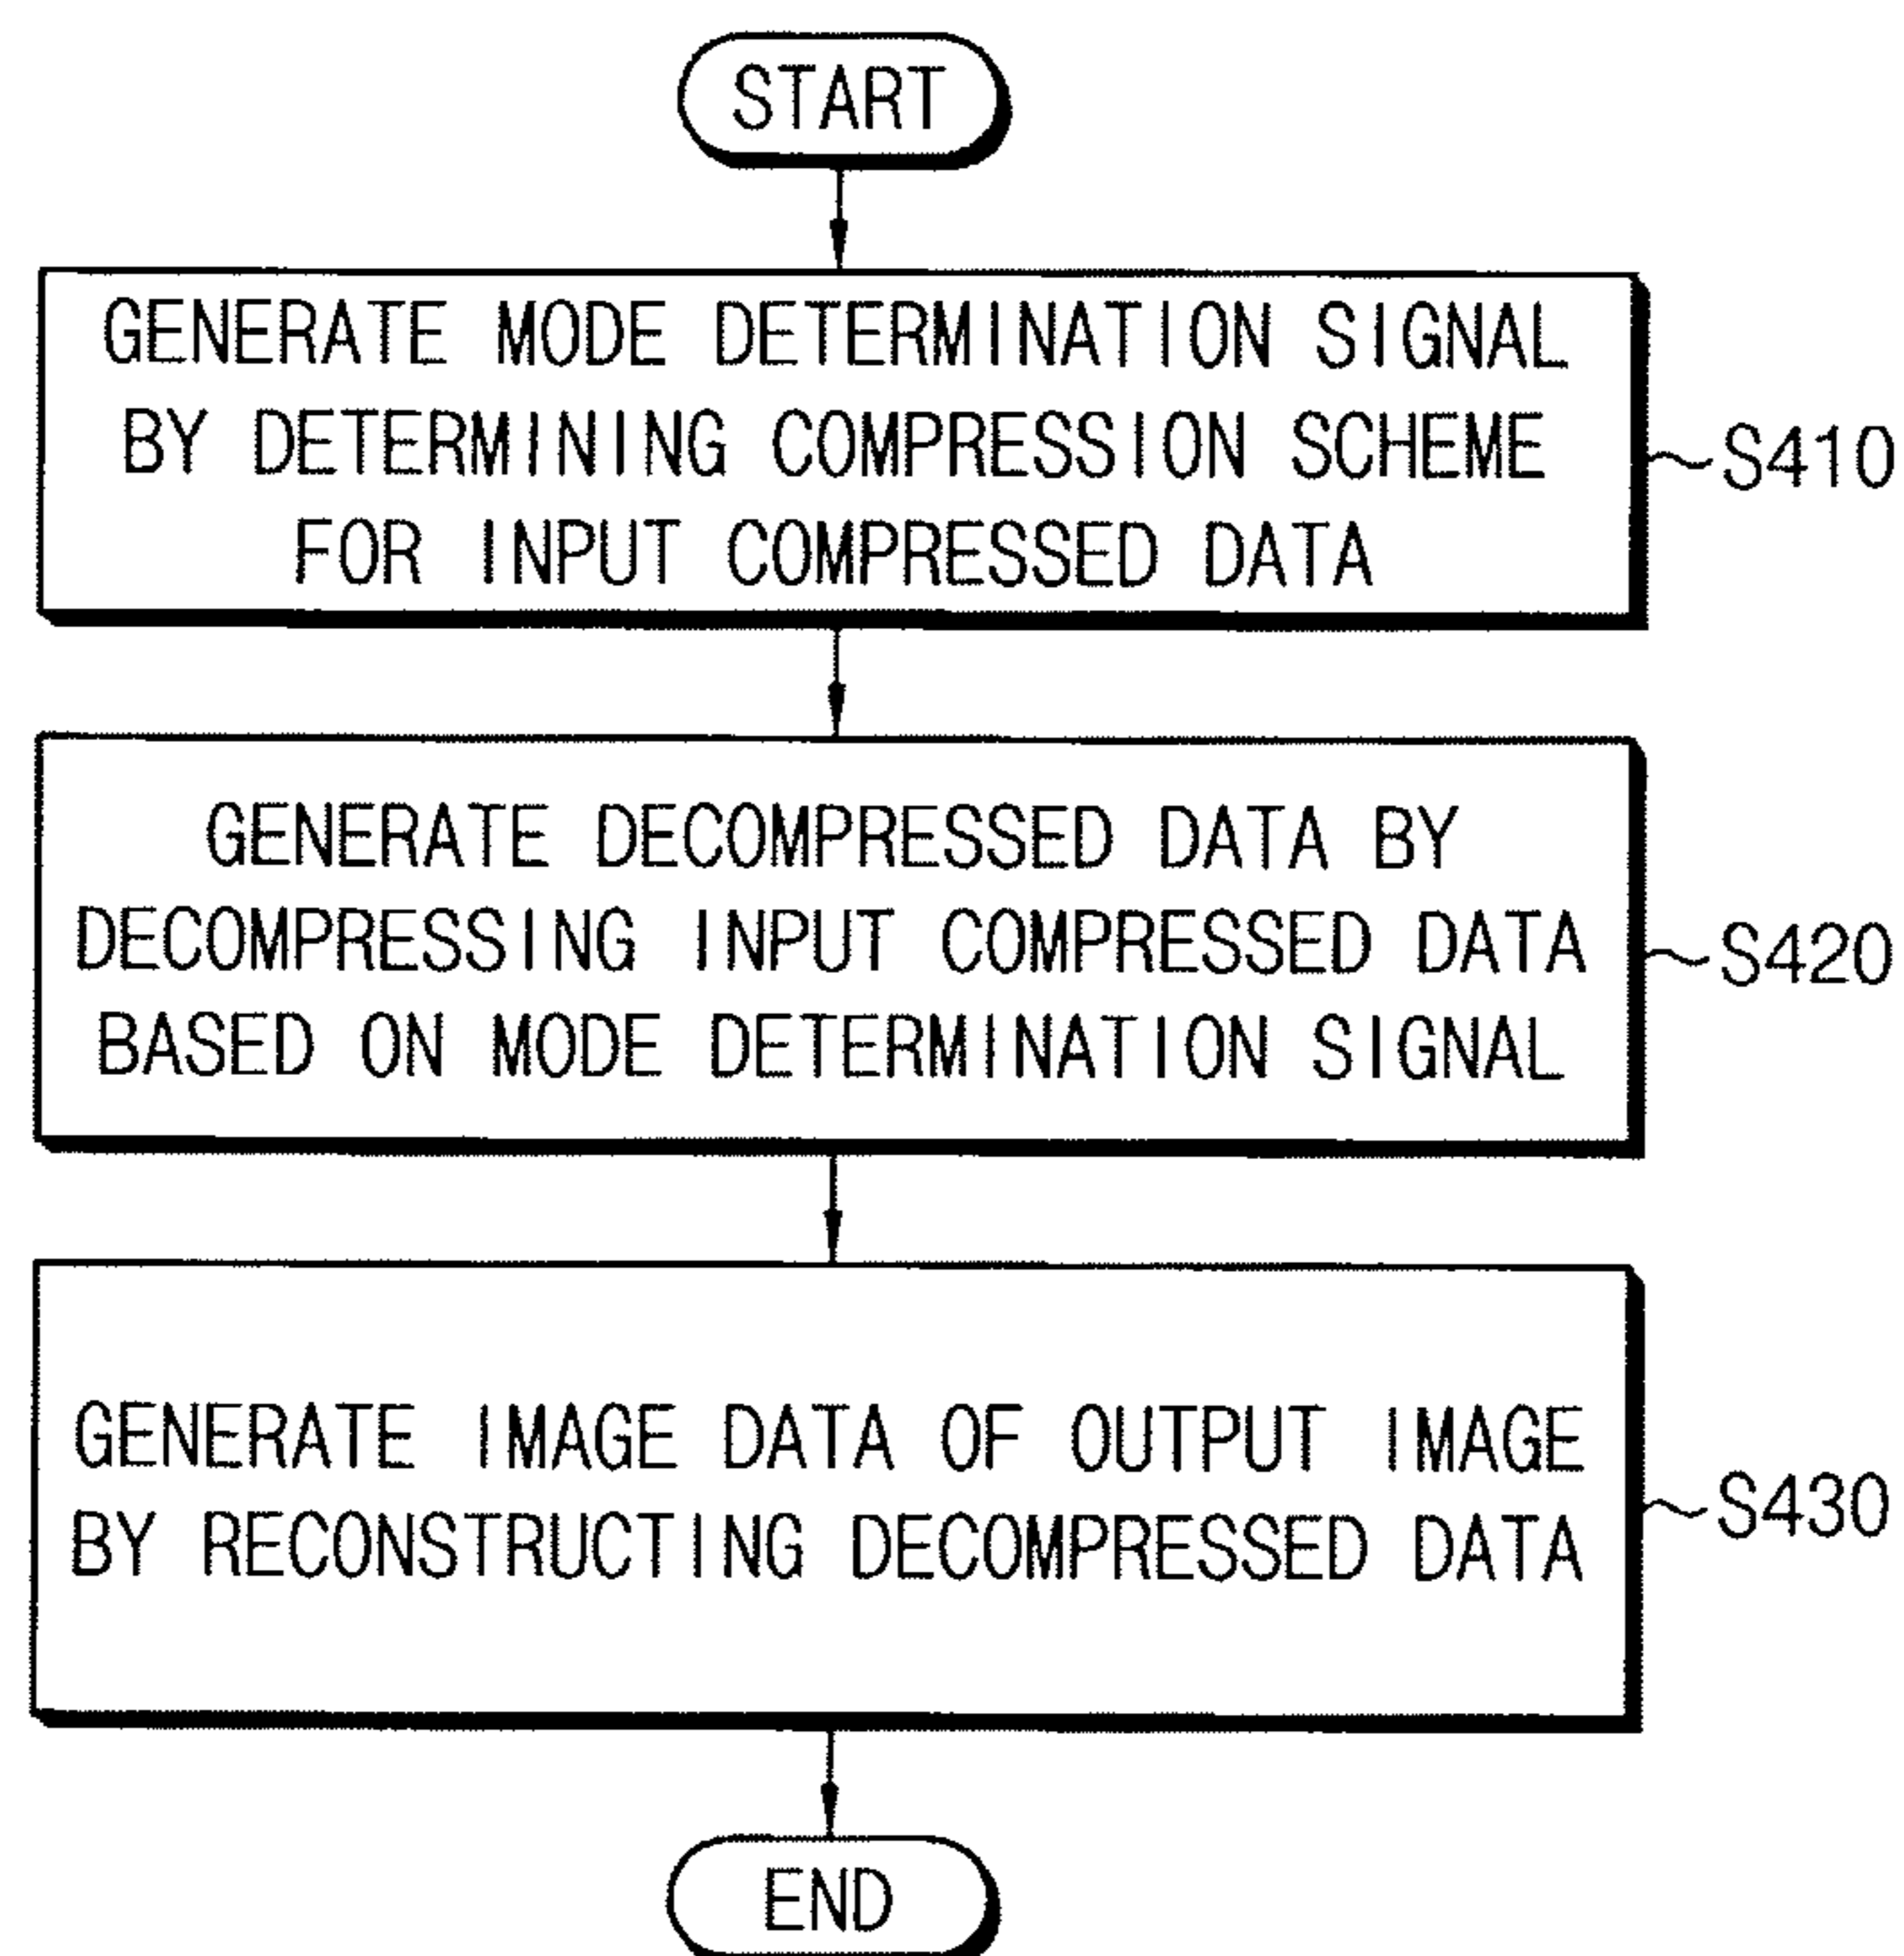 START
GENERATE MODE DETERMINATION SIGNAL
BY DETERMINING COMPRESSION SCHEME
FOR INPUT COMPRESSED DATA
S410
GENERATE DECOMPRESSED DATA BY
DECOMPRESSING INPUT COMPRESSED DATA
BASED ON MODE DETERMINATION SIGNAL
S420
GENERATE IMAGE DATA OF OUTPUT IMAGE
BY RECONSTRUCTING DECOMPRESSED DATA
S430
END